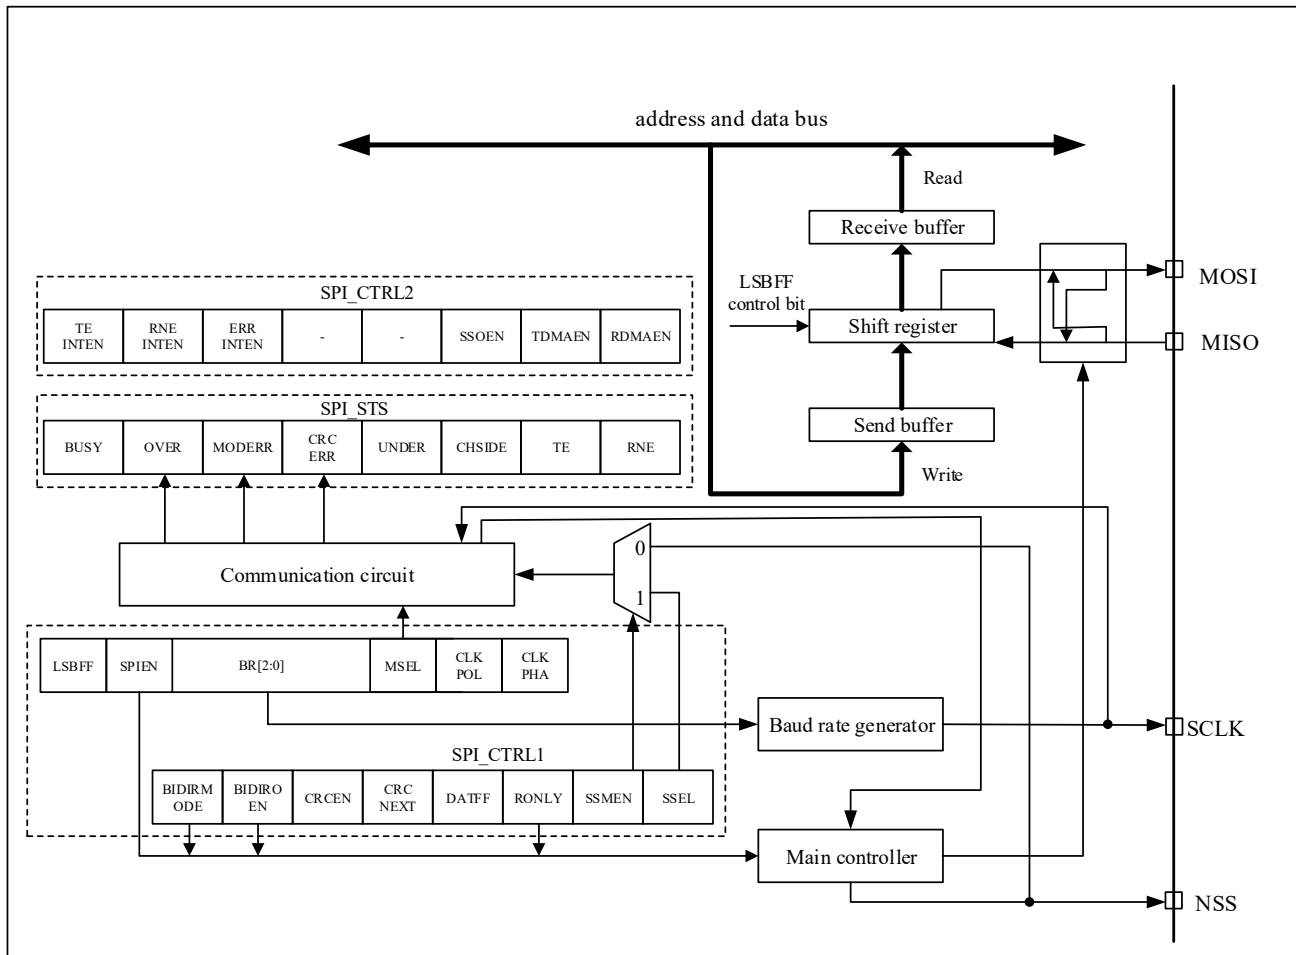 address and data bus
Read
Receive buffer
MOSI
LSBFF
control bit
Shift register
MISO
SPI_CTRL2
TE
INTEN
RNE
INTEN
ERR
INTEN
-
-
SSOEN
TDMAEN
RDMAEN
SPI_STS
BUSY
OVER
MODERR
CRC
ERR
UNDER
CHSIDE
TE
RNE
Send buffer
Write
Communication circuit
0
1
LSBFF
SPIEN
BR[2:0]
MSEL
CLK
POL
CLK
PHA
Baud rate generator
SCLK
SPI_CTRL1
BIDIRM
ODE
BIDIRO
EN
CRCEN
CRC
NEXT
DATFF
RONLY
SSMEN
SSEL
Main controller
NSS